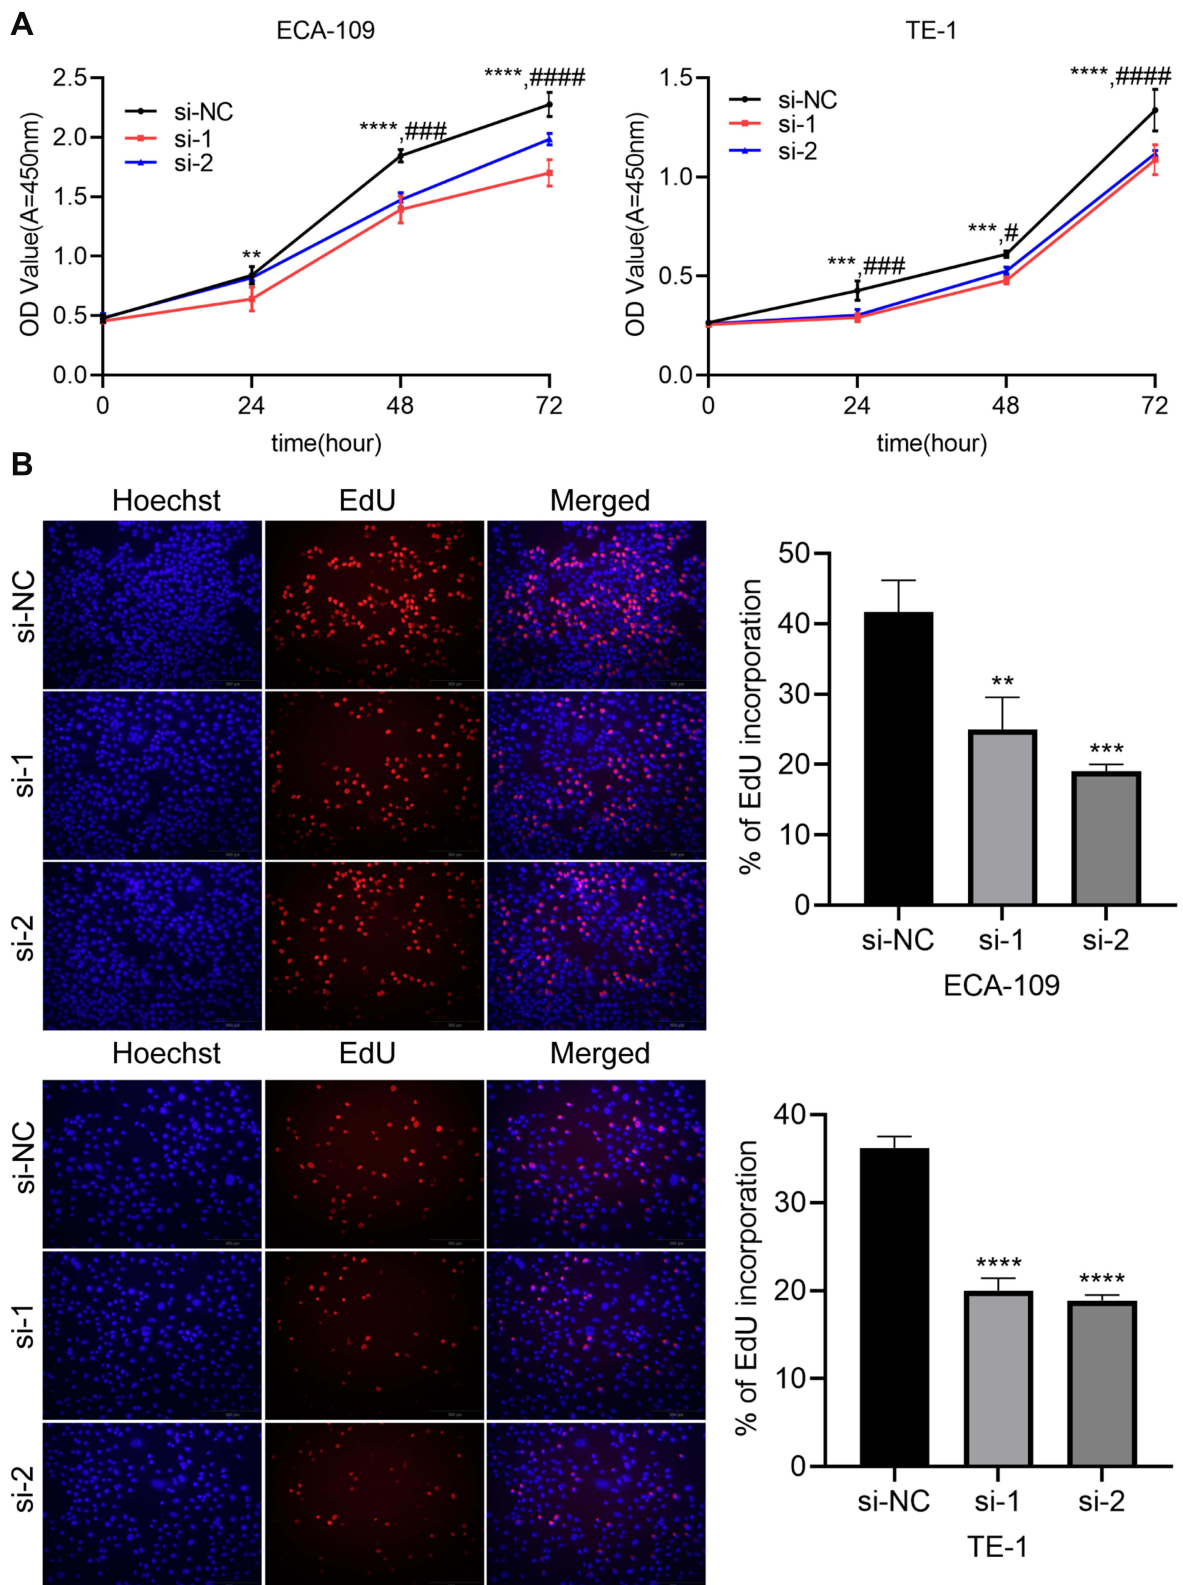 A
ECA-109
TE-1
OD Value(A=450nm)
2.5
2.0
1.5
1.0
0.5
0.0
si-NC
si-1
si-2
**
****,###
****,####
0 24 48 72
time(hour)
OD Value(A=450nm)
1.5
1.0
0.5
0.0
si-NC
si-1
si-2
***,###
***,#
****,####
0 24 48 72
time(hour)
B
Hoechst EdU Merged
si-NC
si-1
si-2
% of EdU incorporation
50
40
30
20
10
0
**
***
si-NC si-1 si-2
ECA-109
Hoechst EdU Merged
si-NC
si-1
si-2
% of EdU incorporation
40
30
20
10
0
****
****
si-NC si-1 si-2
TE-1